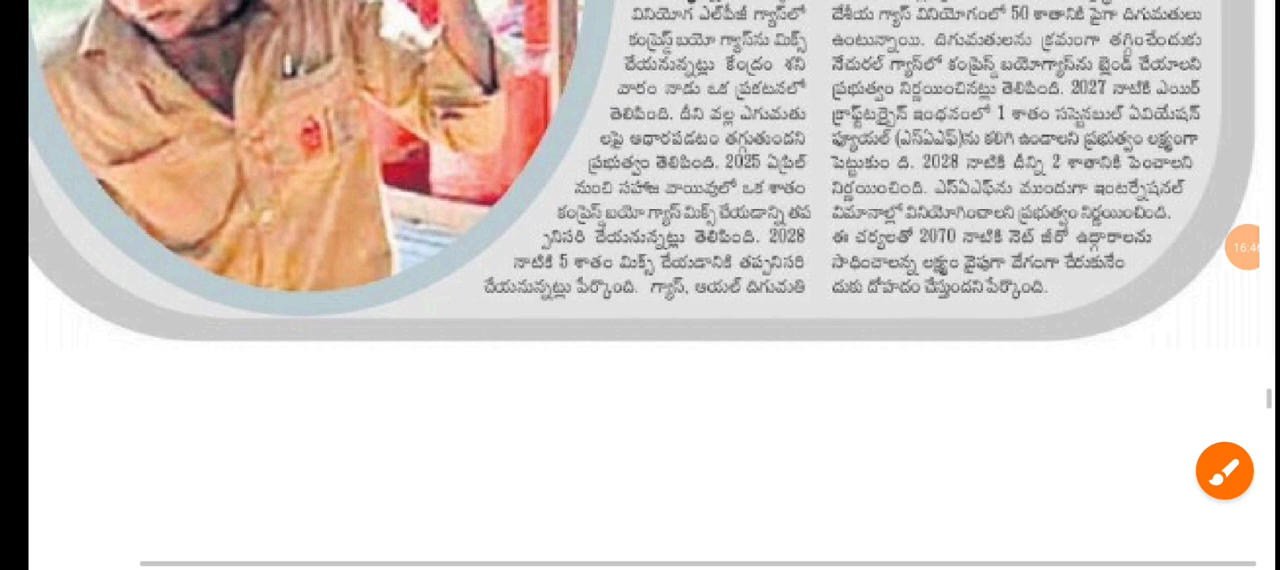 వినియోగ ఎల్‌పీజీ గ్యాస్‌లో
కంప్రెస్డ్ బయో గ్యాస్‌ను మిక్స్
చేయనున్నట్లు కేంద్రం శని
వారం నాడు ఒక ప్రకటనలో
తెలిపింది. దీని వల్ల ఎగుమతు
లపై ఆధారపడటం తగ్గుతుందని
ప్రభుత్వం తెలిపింది. 2025 ఏప్రిల్
నుంచి సహాజ వాయివులో ఒక శాతం
కంప్రెస్డ్ బయో గ్యాస్ మిక్స్ చేయడాన్ని తప
్పనిసరి చేయనున్నట్లు తెలిపింది. 2028
నాటికి 5 శాతం మిక్స్ చేయడానికి తప్పనిసరి
చేయనున్నట్లు పేర్కొంది. గ్యాస్, ఆయిల్ దిగుమతి
దేశీయ గ్యాస్ వినియోగంలో 50 శాతానికి పైగా దిగుమతులు
ఉంటున్నాయి. దిగుమతులను క్రమంగా తగ్గించేందుకు
నేచురల్ గ్యాస్‌లో కంప్రెస్డ్ బయోగ్యాస్‌ను బ్లెండ్ చేయాలని
ప్రభుత్వం నిర్ణయించినట్లు తెలిపింది. 2027 నాటికి ఎయిర్
క్రాఫ్ట్‌టర్బైన్ ఇంధనంలో 1 శాతం సస్టైనబుల్ ఏవియేషన్
ఫ్యూయల్ (ఎస్ఏఎఫ్)ను కలిగి ఉండాలని ప్రభుత్వం లక్ష్యంగా
పెట్టుకుం ది. 2028 నాటికి దీన్ని 2 శాతానికి పెంచాలని
నిర్ణయించింది. ఎస్ఏఎఫ్‌ను ముందుగా ఇంటర్నేషనల్
విమానాల్లో వినియోగించాలని ప్రభుత్వం నిర్ణయించింది.
ఈ చర్యలతో 2070 నాటికి నెట్ జీరో ఉద్గారాలను
సాధించాలన్న లక్ష్యం వైపుగా వేగంగా చేరుకునేం
దుకు దోహదం చేస్తుందని పేర్కొంది.